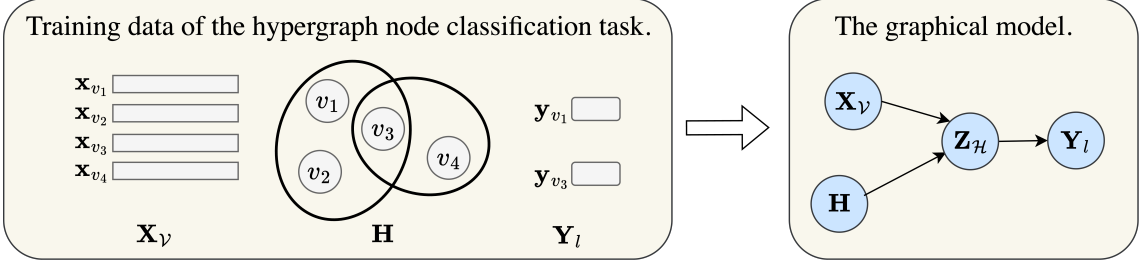 Training data of the hypergraph node classification task.
x_{v_1}
x_{v_2}
x_{v_3}
x_{v_4}
X_𝒱
v_1
v_2
v_3
v_4
H
y_{v_1}
y_{v_3}
Y_l
The graphical model.
X_𝒱
H
Z_ℋ
Y_l